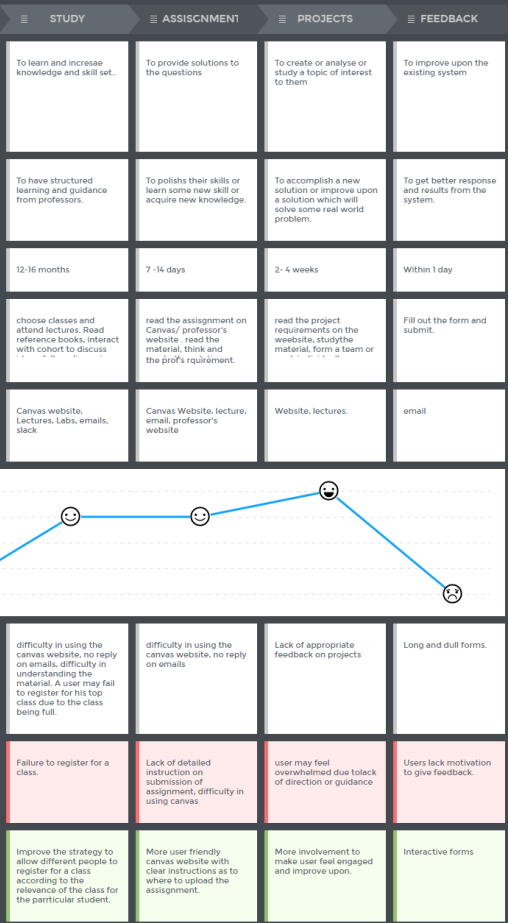 STUDY
ASSISGNMENT
PROJECTS
FEEDBACK
To learn and incresae
knowledge and skill set..
To provide solutions to
the questions
To create or analyse or
study a topic of interest
to them
To improve upon the
existing system
To have structured
learning and guidance
from professors.
To polishs their skills or
learn some new skill or
acquire new knowledge.
To accomplish a new
solution or improve upon
a solution which will
solve some real world
problem.
To get better response
and results from the
system.
12-16 months
7 -14 days
2- 4 weeks
Within 1 day
choose classes and
attend lectures. Read
reference books, interact
with cohort to discuss
read the assisgnment on
Canvas/ professor's
website . read the
material, think and
the prof's rquirement.
read the project
requirements on the
weebsite, studythe
material, form a team or
Fill out the form and
submit.
Canvas website,
Lectures, Labs, emails,
slack
Canvas Website, lecture,
email, professor's
website
Website, lectures.
email
difficulty in using the
canvas website, no reply
on emails, difficulty in
understanding the
material. A user may fail
to register for his top
class due to the class
being full.
difficulty in using the
canvas website, no reply
on emails
Lack of appropriate
feedback on projects
Long and dull forms.
Failure to register for a
class.
Lack of detailed
instruction on
submission of
assignment, difficulty in
using canvas
user may feel
overwhelmed due tolack
of direction or guidance
Users lack motivation
to give feedback.
Improve the strategy to
allow different people to
register for a class
according to the
relevance of the class for
the parrticular student.
More user friendly
canvas website with
clear instructions as to
where to upload the
assignment.
More involvement to
make user feel engaged
and improve upon.
Interactive forms